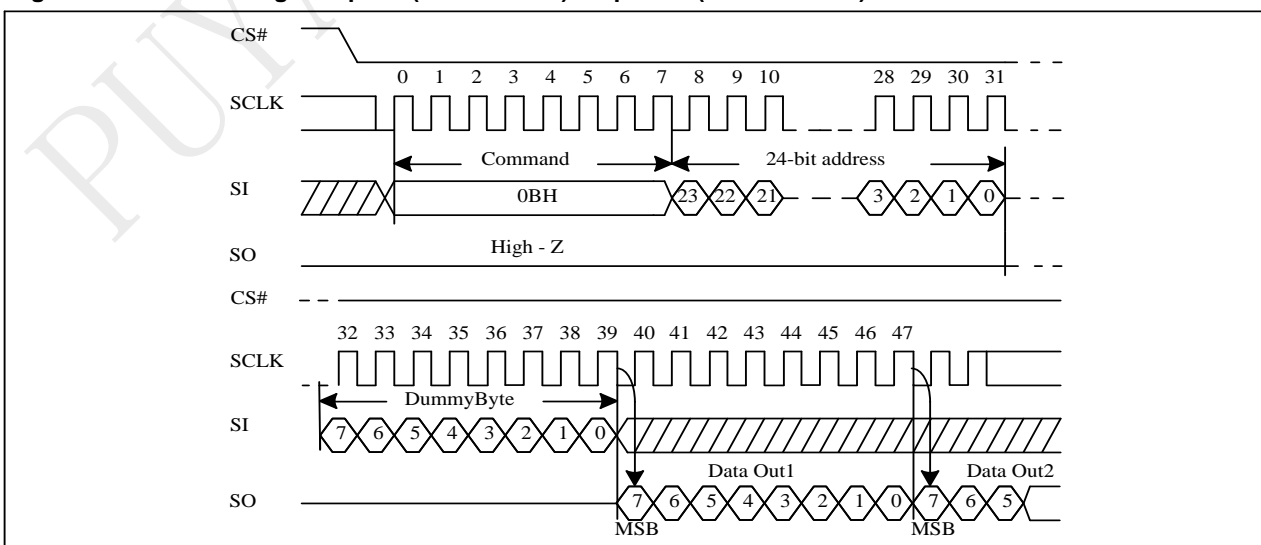 CS#
0 1 2 3 4 5 6 7 8 9 10 28 29 30 31
SCLK
Command 24-bit address
SI 0BH 23 22 21 3 2 1 0
High - Z
SO
CS#
32 33 34 35 36 37 38 39 40 41 42 43 44 45 46 47
SCLK
DummyByte
SI 7 6 5 4 3 2 1 0
Data Out1 Data Out2
SO 7 6 5 4 3 2 1 0 7 6 5
MSB MSB